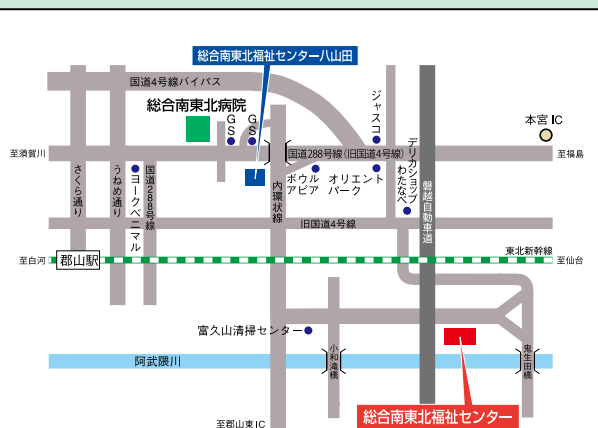 総合南東北福祉センター八山田
国道4号線バイパス
総合南東北病院
ジャスコ
GS
GS
本宮IC
至須賀川
国道288号線(旧国道4号線)
至福島
デリカショップ
わたなべ
さくら通り
うねめ通り
ヨークベニマル
国道288号線
内環状線
ボウル
アピア
オリエント
パーク
磐越自動車道
旧国道4号線
東北新幹線
至白河
郡山駅
至仙台
富久山清掃センター
小和滝橋
鬼生田橋
阿武隈川
総合南東北福祉センター
至郡山東IC